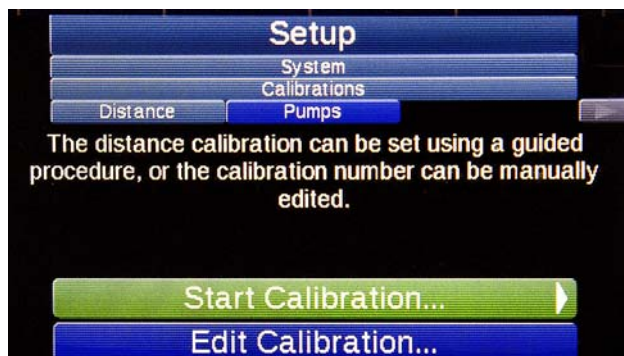 Setup
System
Calibrations
Distance Pumps
The distance calibration can be set using a guided
procedure, or the calibration number can be manually
edited.
Start Calibration...
Edit Calibration...